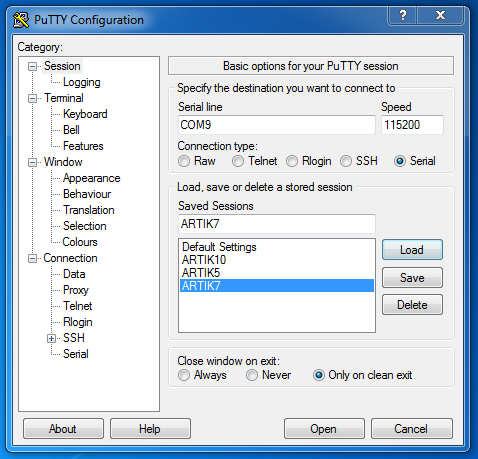 PuTTY Configuration
?
X
Category:
Session
Logging
Terminal
Keyboard
Bell
Features
Window
Appearance
Behaviour
Translation
Selection
Colours
Connection
Data
Proxy
Telnet
Rlogin
SSH
Serial
Basic options for your PuTTY session
Specify the destination you want to connect to
Serial line Speed
COM9 115200
Connection type:
Raw Telnet Rlogin SSH Serial
Load, save or delete a stored session
Saved Sessions
ARTIK7
Default Settings
ARTIK10
ARTIK5
ARTIK7
Load
Save
Delete
Close window on exit:
Always Never Only on clean exit
About Help Open Cancel